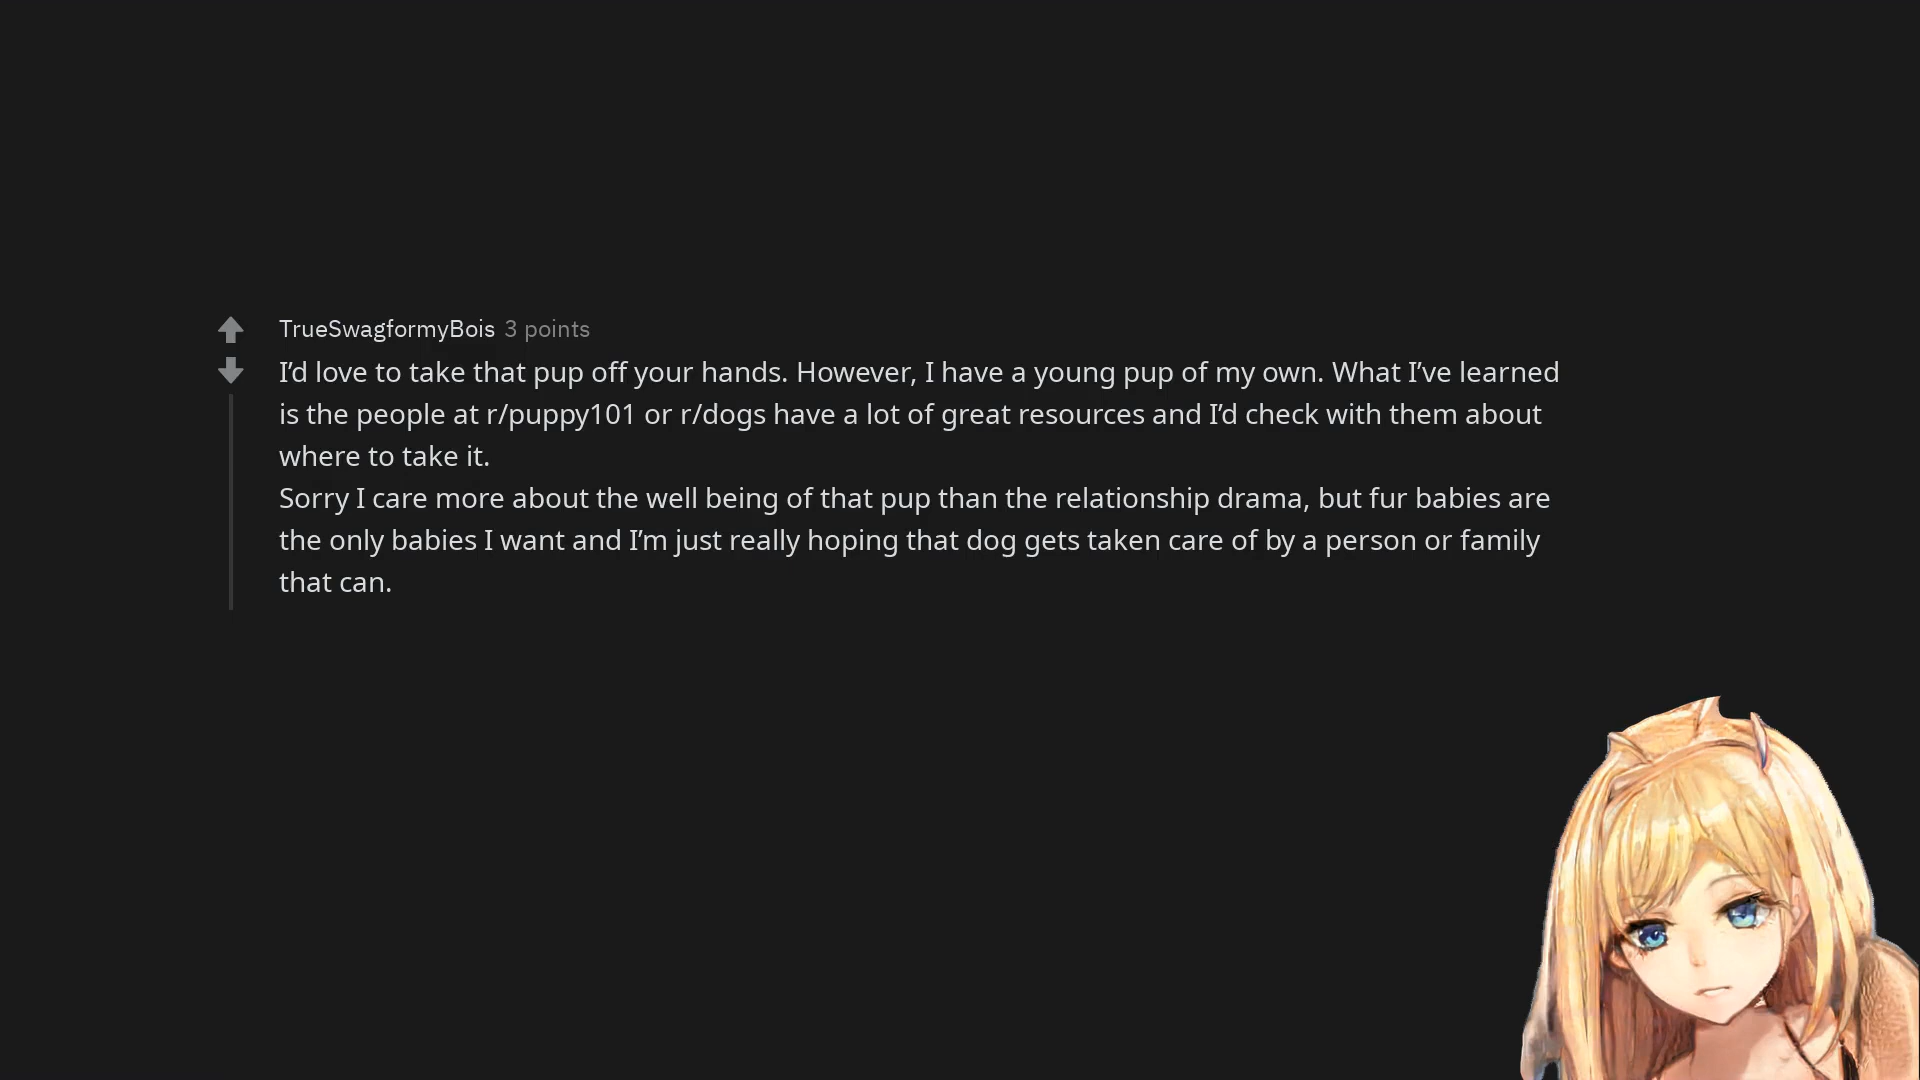 TrueSwagformyBois 3 points
I’d love to take that pup off your hands. However, I have a young pup of my own. What I’ve learned
is the people at r/puppy101 or r/dogs have a lot of great resources and I’d check with them about
where to take it.
Sorry I care more about the well being of that pup than the relationship drama, but fur babies are
the only babies I want and I’m just really hoping that dog gets taken care of by a person or family
that can.